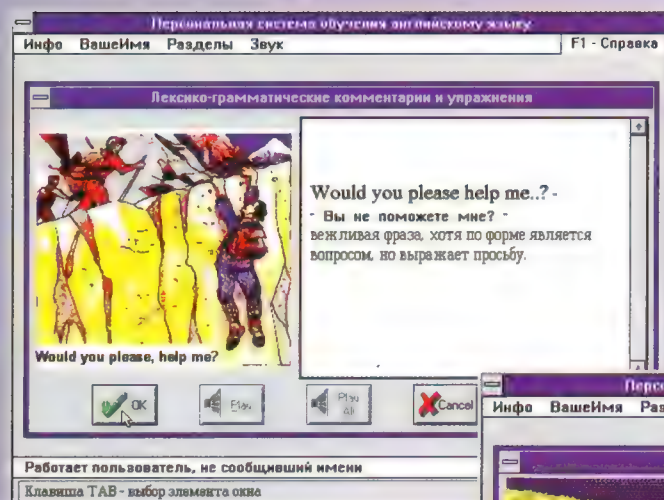 Персональная система обучения английскому языку
Инфо ВашеИмя Разделы Звук F1 - Справка
Лексико-грамматические комментарии и упражнения
Would you please help me..? -
- Вы не поможете мне? -
вежливая фраза, хотя по форме является
вопросом, но выражает просьбу.
Would you please, help me?
OK Play Play All Cancel
Работает пользователь, не сообщивший имени
Клавиша TAB - выбор элемента окна
Инфо ВашеИмя